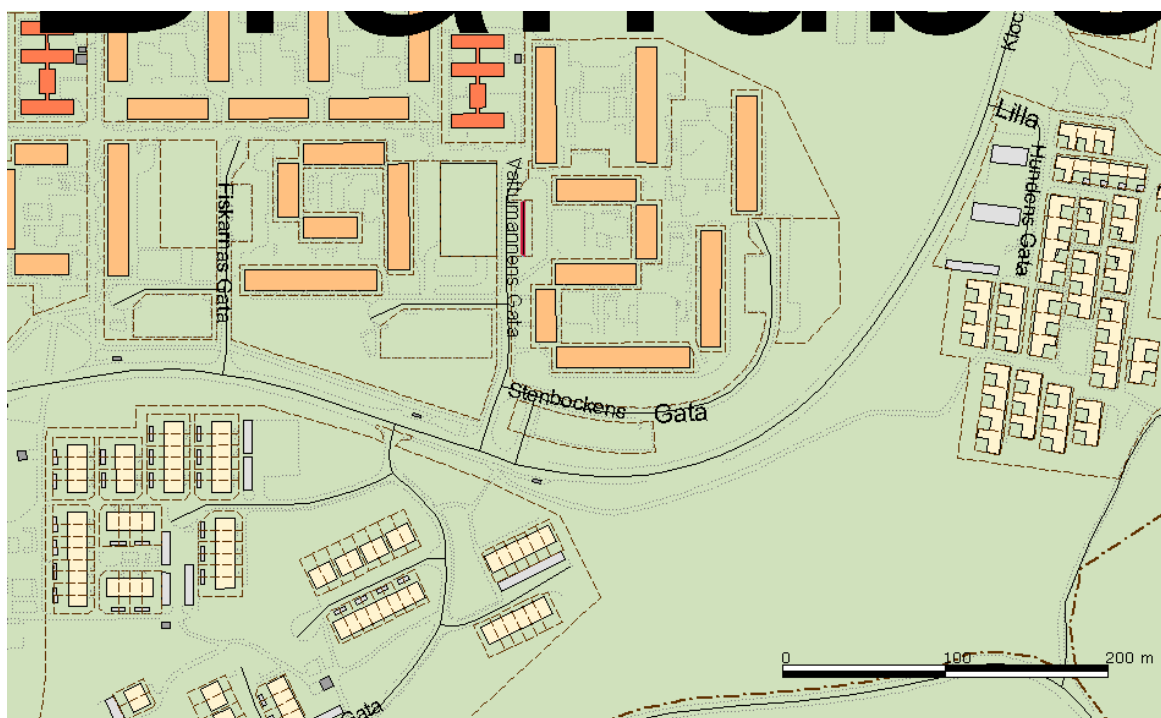 Lilla
Hundens Gata
Fiskarnas Gata
Vattumannens Gata
Stenbockens Gata
Gata
0 100 200 m